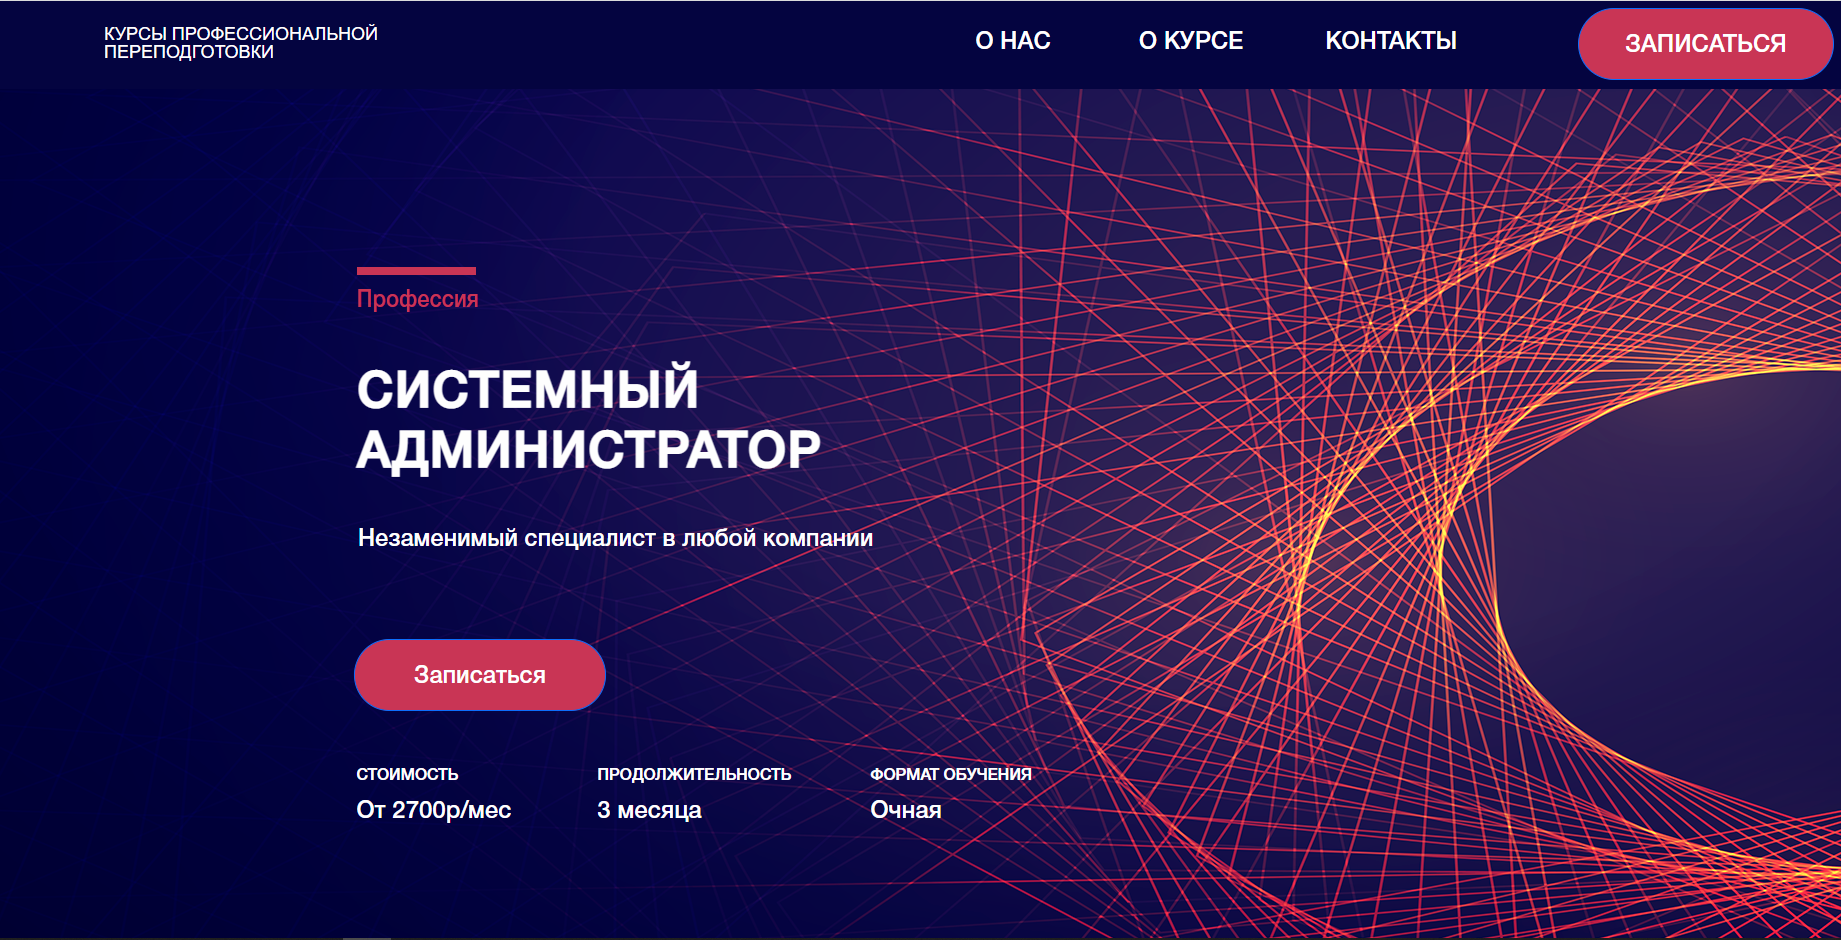 КУРСЫ ПРОФЕССИОНАЛЬНОЙ
ПЕРЕПОДГОТОВКИ
О НАС
О КУРСЕ
КОНТАКТЫ
ЗАПИСАТЬСЯ
Профессия
СИСТЕМНЫЙ
АДМИНИСТРАТОР
Незаменимый специалист в любой компании
Записаться
СТОИМОСТЬ
От 2700р/мес
ПРОДОЛЖИТЕЛЬНОСТЬ
3 месяца
ФОРМАТ ОБУЧЕНИЯ
Очная